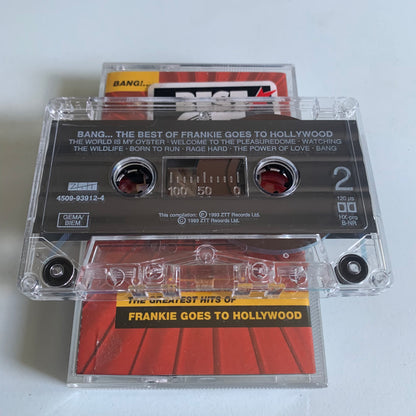 BANG!...
BANG... THE BEST OF FRANKIE GOES TO HOLLYWOOD
THE WORLD IS MY OYSTER · WELCOME TO THE PLEASUREDOME · WATCHING
THE WILDLIFE · BORN TO RUN · RAGE HARD · THE POWER OF LOVE · BANG
4509-93912-4
100 50 0
2
GEMA/
BIEM
120 μs
HX-pro
B-NR
This compilation: ℗ 1993 ZTT Records Ltd.
© 1993 ZTT Records Ltd.
THE GREATEST HITS OF
FRANKIE GOES TO HOLLYWOOD